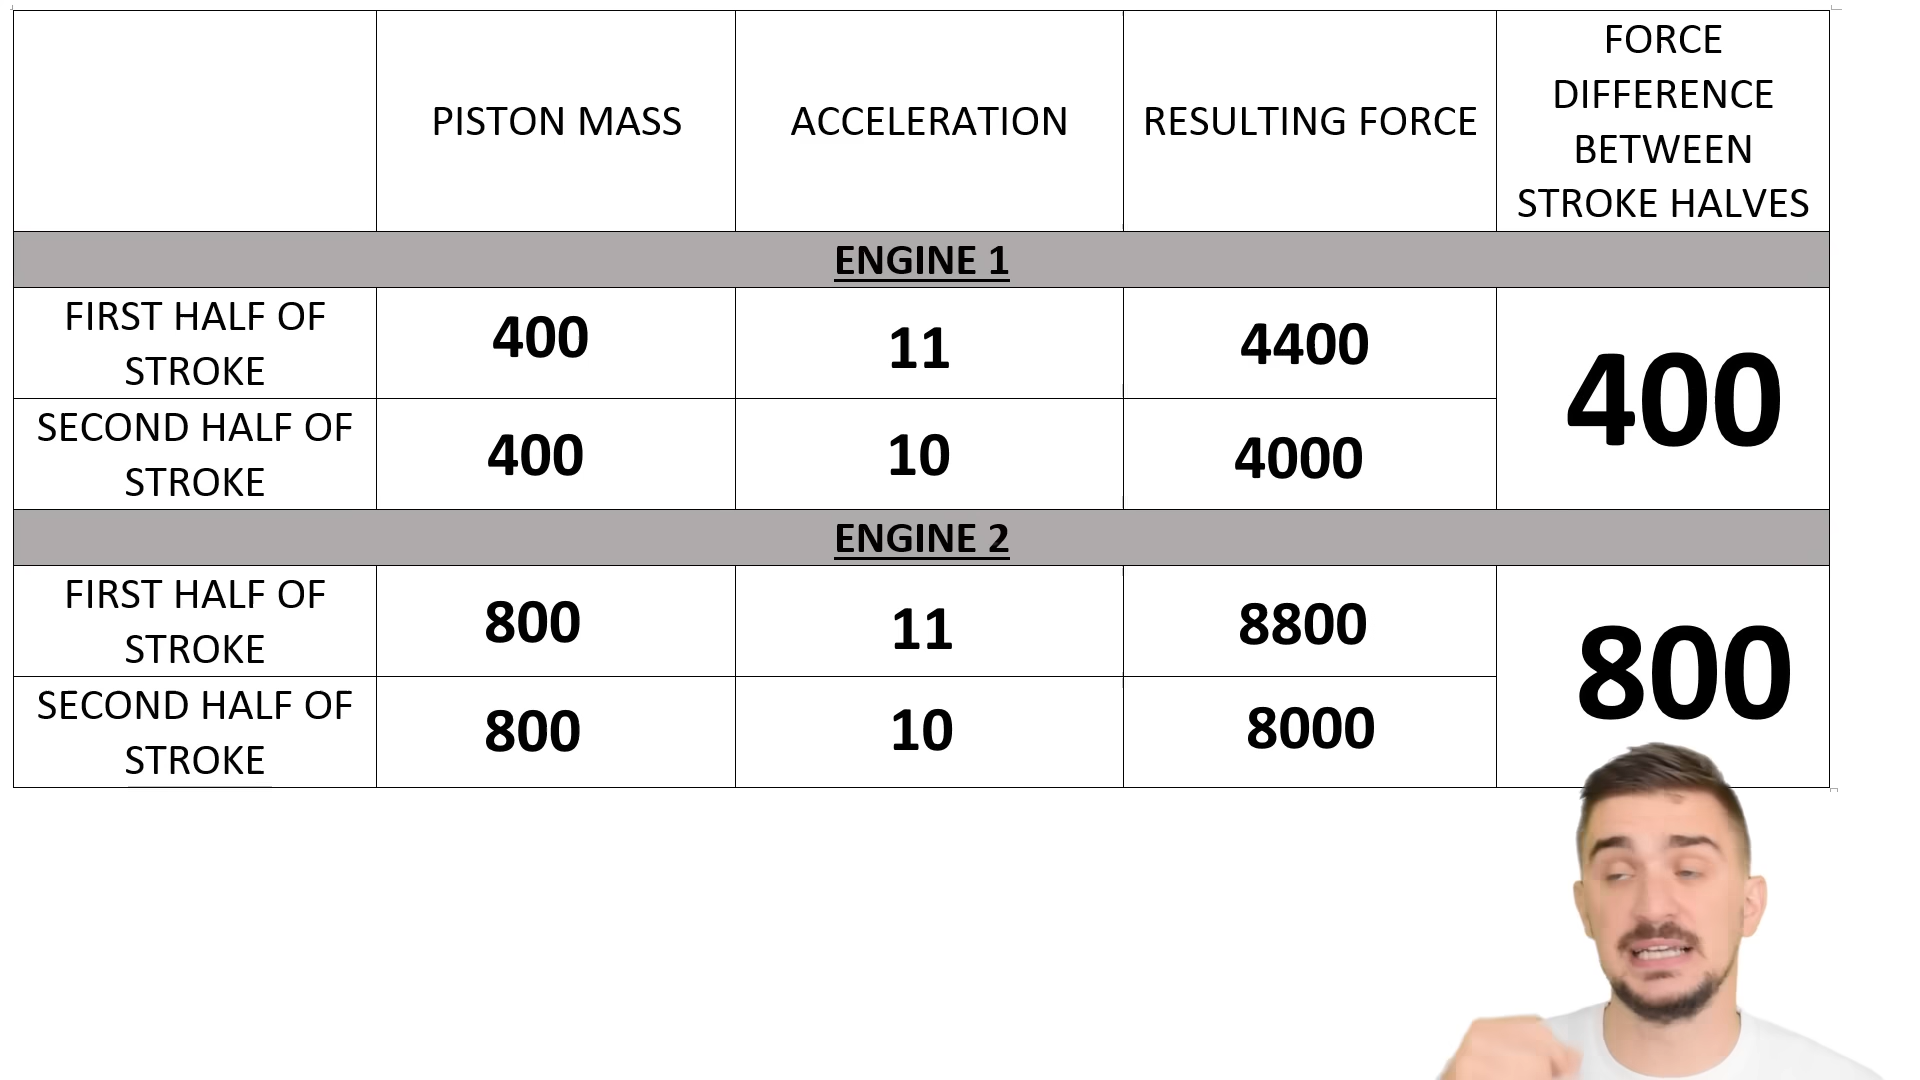 PISTON MASS
ACCELERATION
RESULTING FORCE
FORCE
DIFFERENCE
BETWEEN
STROKE HALVES
ENGINE 1
FIRST HALF OF
STROKE
400
11
4400
400
SECOND HALF OF
STROKE
400
10
4000
ENGINE 2
FIRST HALF OF
STROKE
800
11
8800
800
SECOND HALF OF
STROKE
800
10
8000